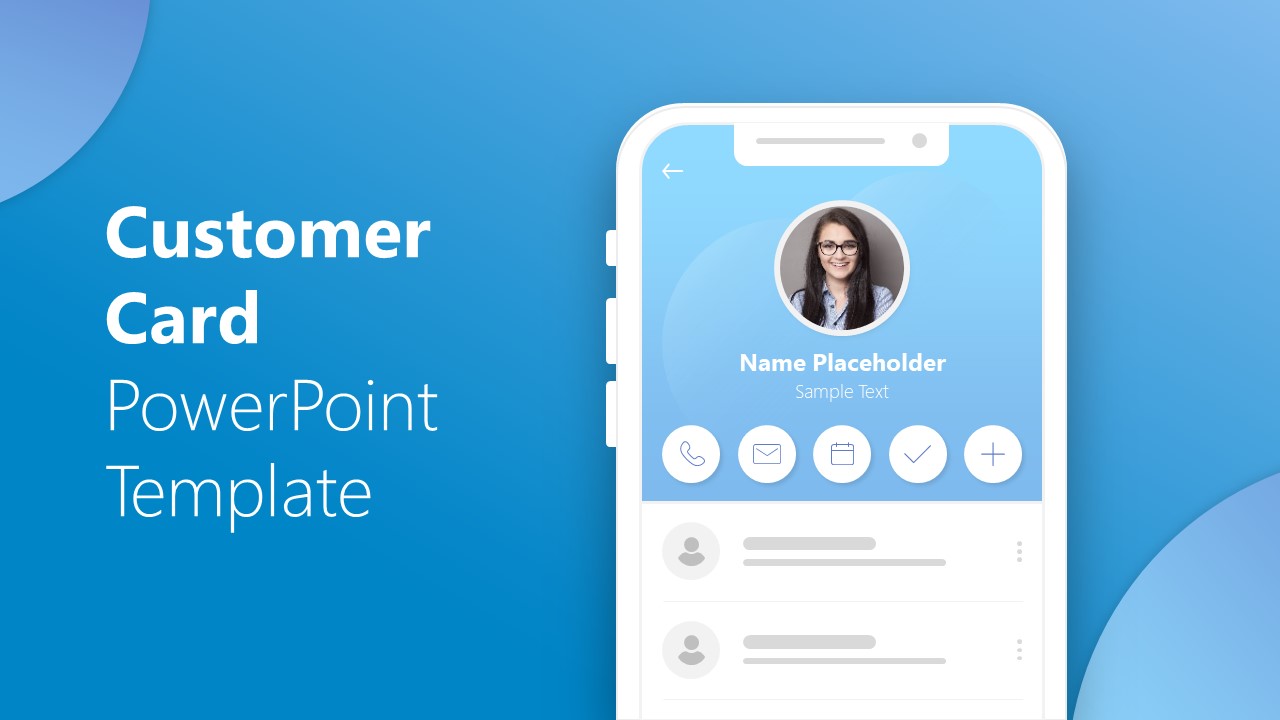 Customer
Card
PowerPoint
Template
Name Placeholder
Sample Text